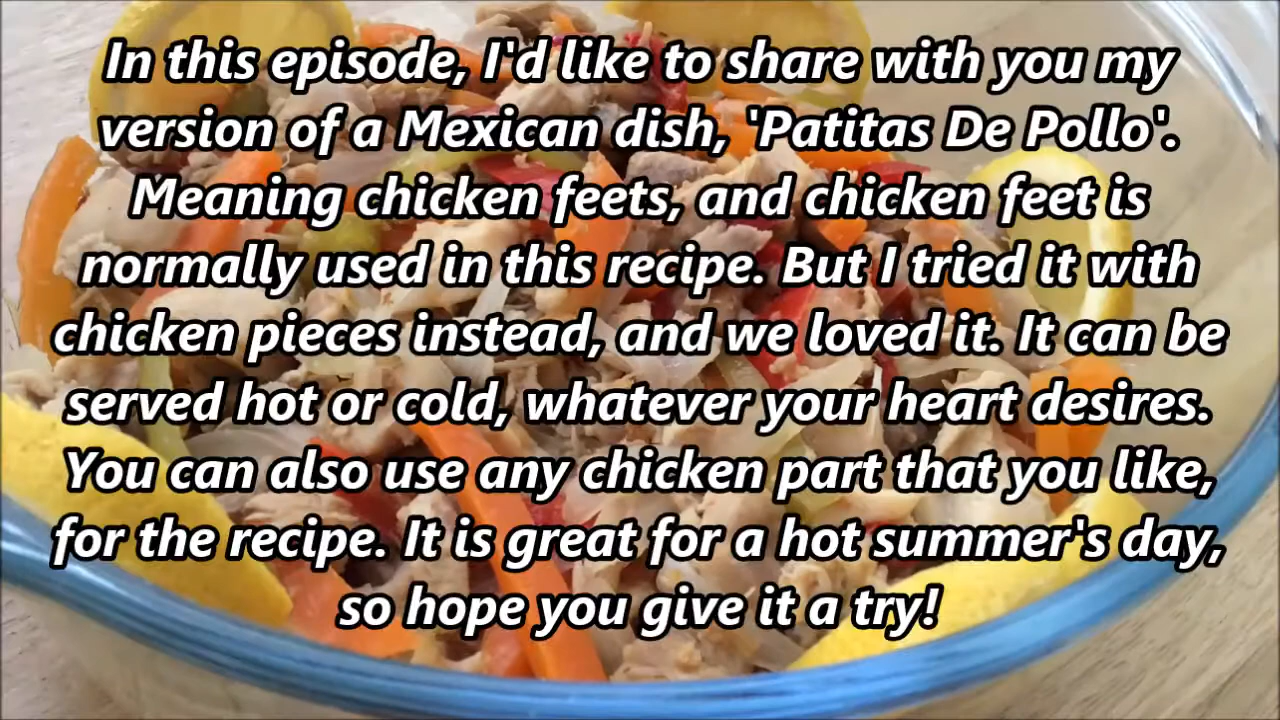 In this episode, I'd like to share with you my
version of a Mexican dish, 'Patitas De Pollo'.
Meaning chicken feets, and chicken feet is
normally used in this recipe. But I tried it with
chicken pieces instead, and we loved it. It can be
served hot or cold, whatever your heart desires.
You can also use any chicken part that you like,
for the recipe. It is great for a hot summer's day,
so hope you give it a try!